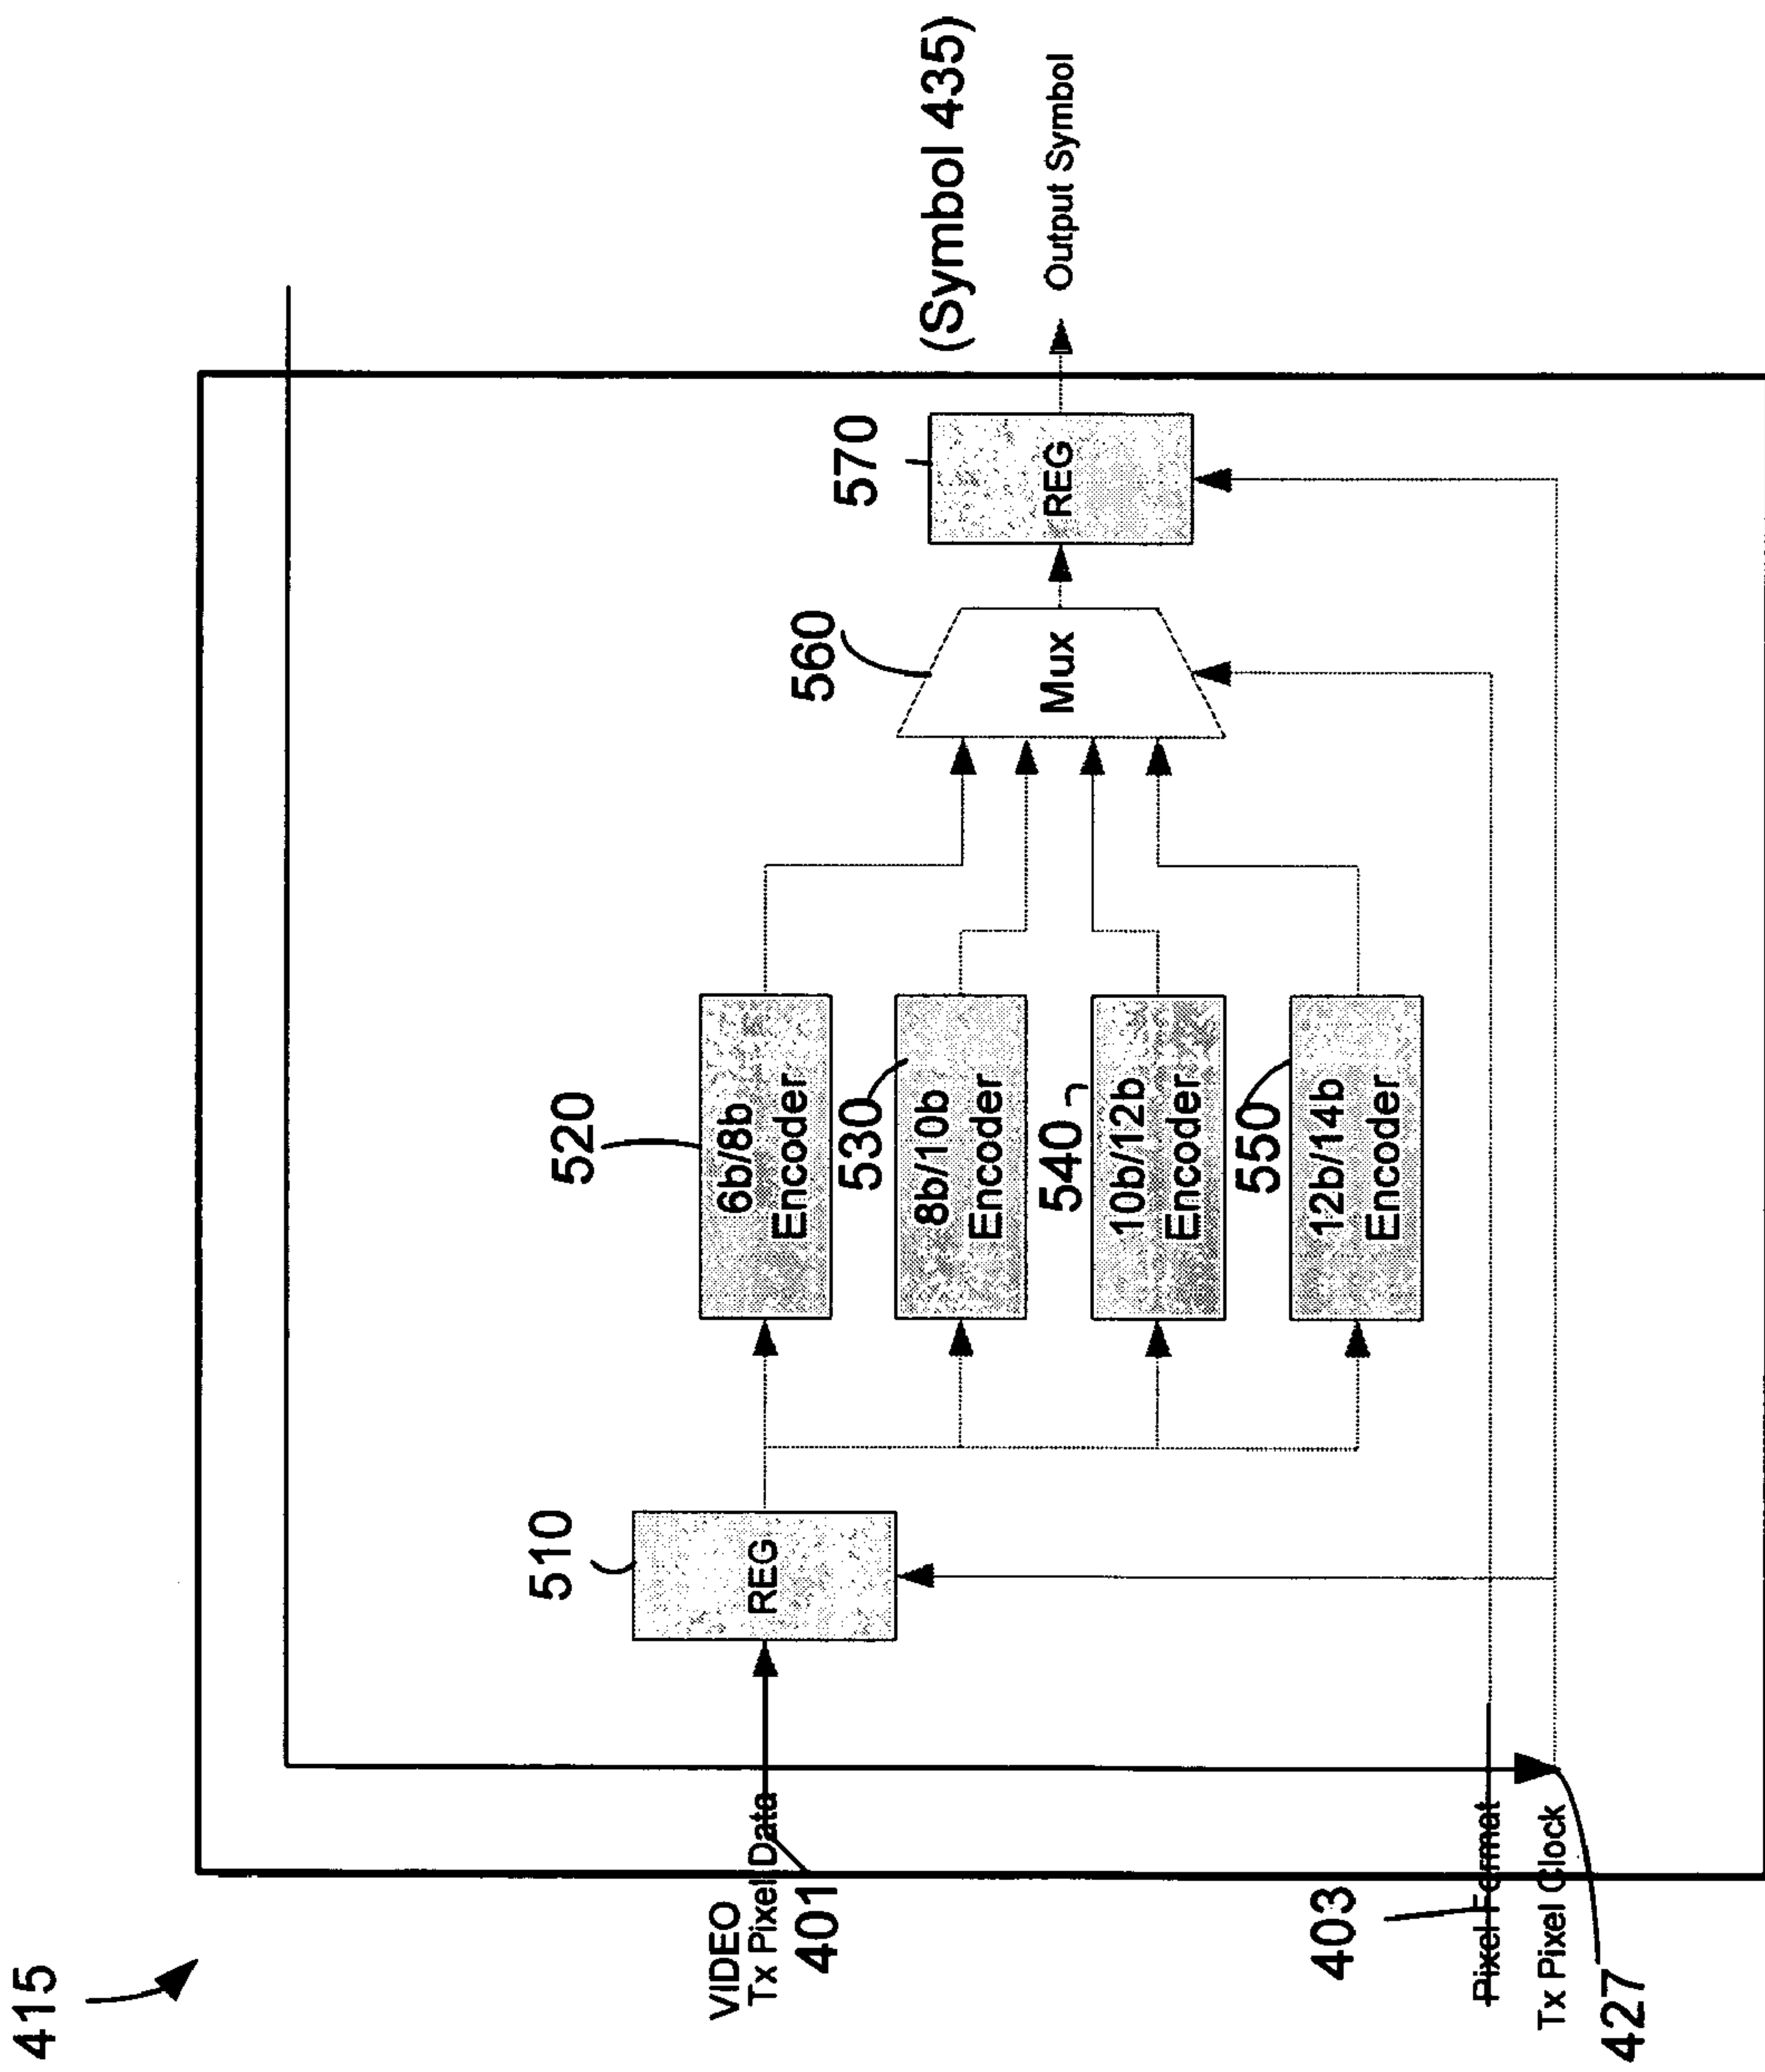 415
VIDEO
Tx Pixel Data
401
403
Pixel Format
Tx Pixel Clock
427
510
REG
520
6b/8b
Encoder
530
8b/10b
Encoder
540
10b/12b
Encoder
550
12b/14b
Encoder
560
Mux
570
REG
(Symbol 435)
Output Symbol